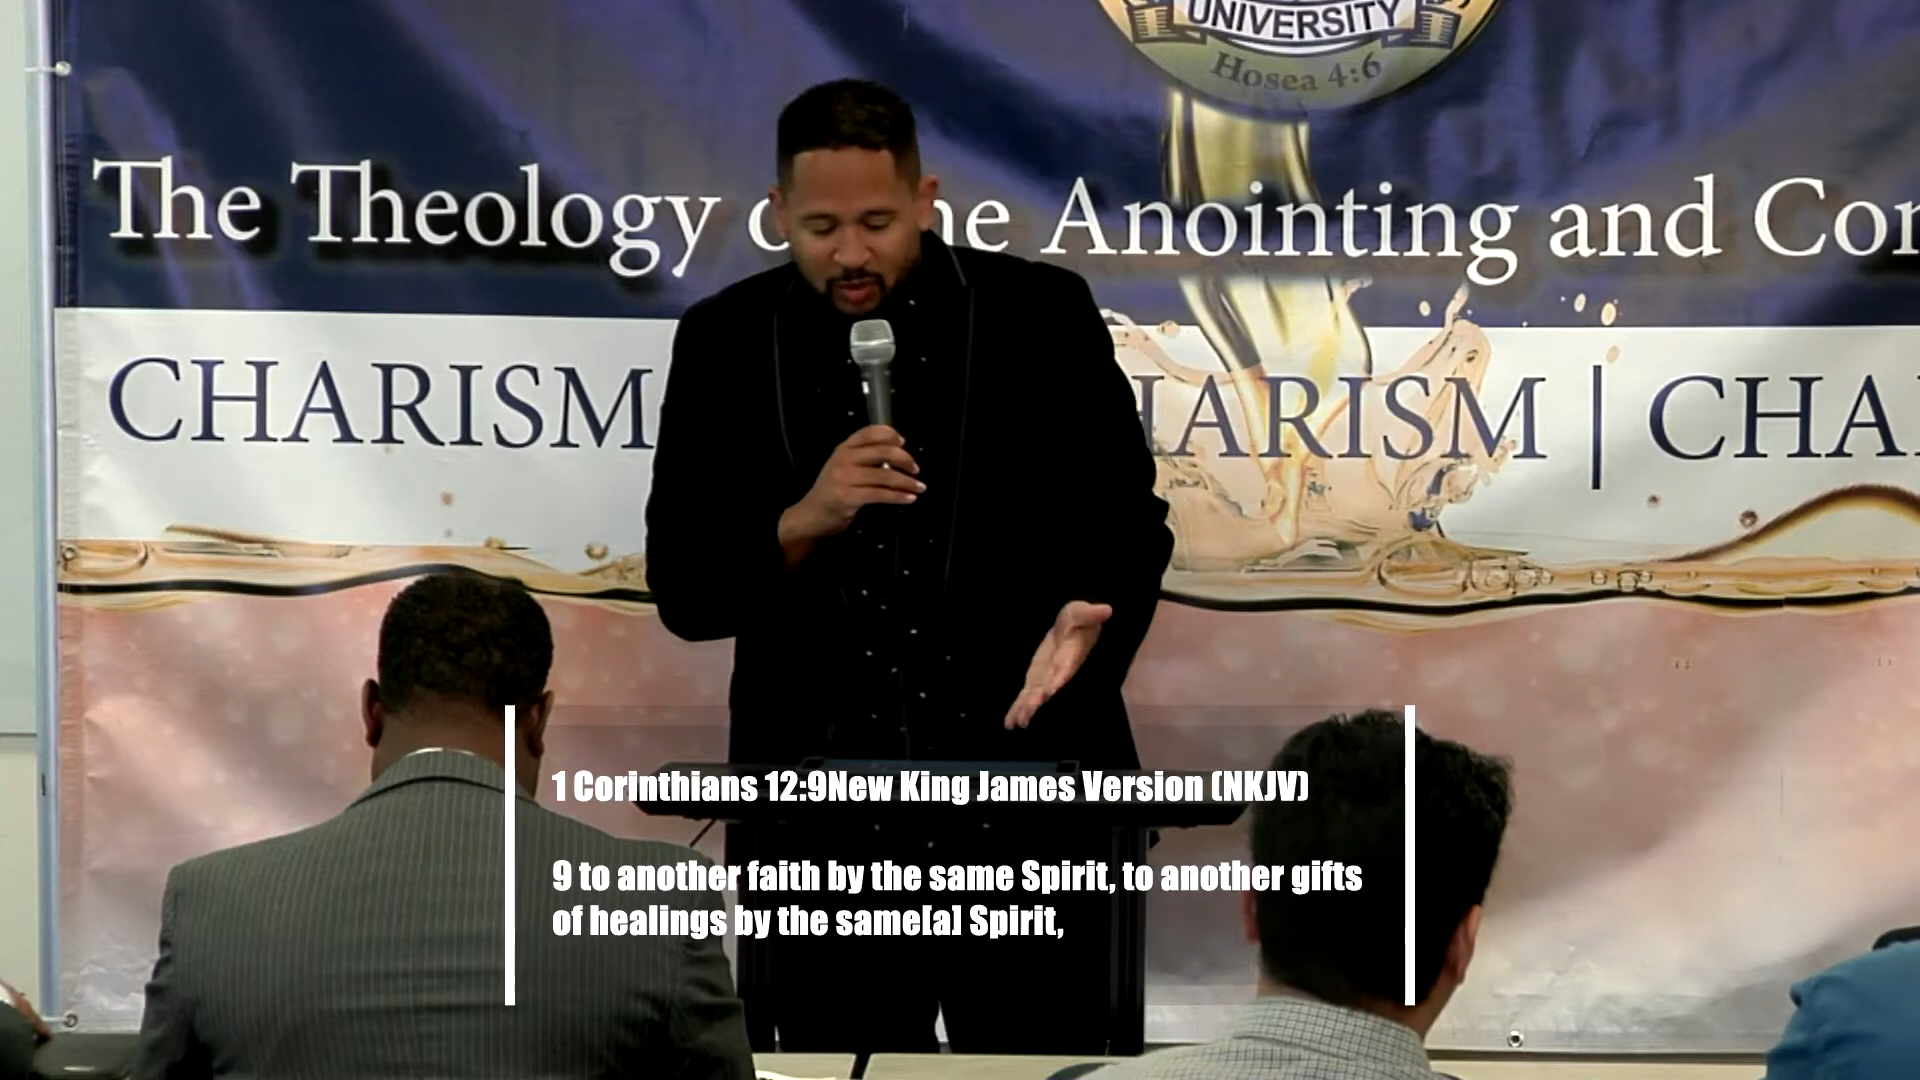 UNIVERSITY
Hosea 4:6
The Theology he Anointing and
CHARISM HARISM | CHA
1 Corinthians 12:9New King James Version (NKJV)
9 to another faith by the same Spirit, to another gifts
of healings by the same[a] Spirit,